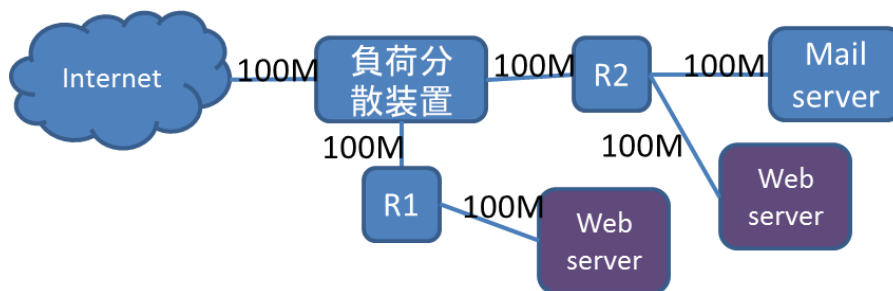 Internet
100M
負荷分
散装置
100M
R2
100M
Mail
server
100M
R1
100M
Web
server
100M
Web
server